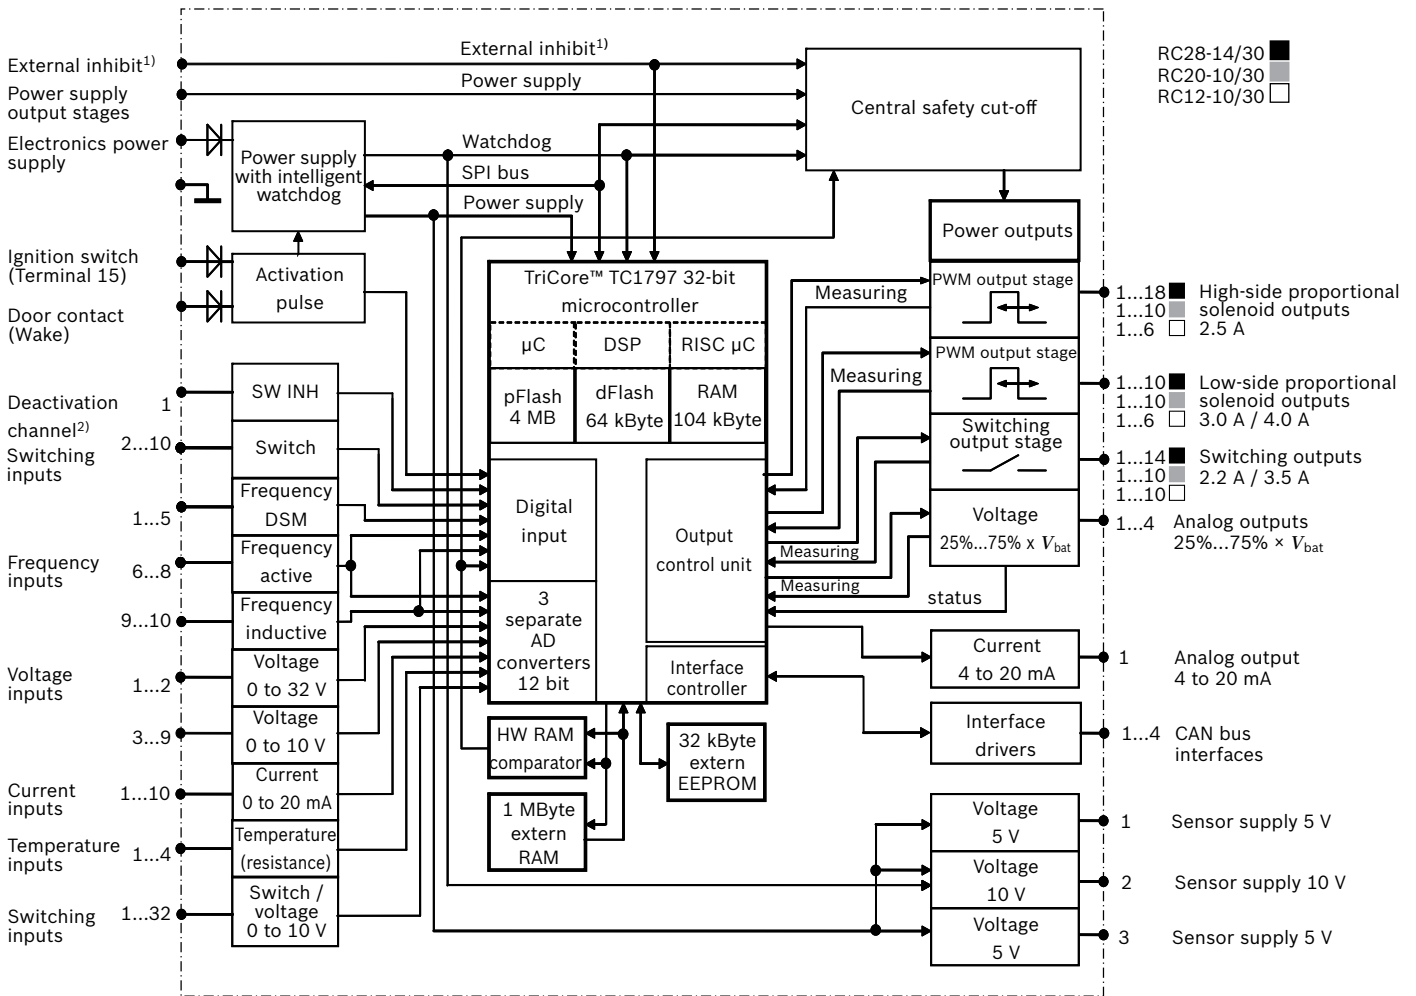 External inhibit1)
Power supply
output stages
Electronics power
supply
Ignition switch
(Terminal 15)
Door contact
(Wake)
Deactivation
channel2)
1
Switching
inputs
2...10
1...5
Frequency
inputs
6...8
9...10
Voltage
inputs
1...2
3...9
Current
inputs
1...10
Temperature
inputs
1...4
Switching
inputs
1...32
External inhibit1)
Power supply
Watchdog
SPI bus
Power supply
Power supply
with intelligent
watchdog
Activation
pulse
SW INH
Switch
Frequency
DSM
Frequency
active
Frequency
inductive
Voltage
0 to 32 V
Voltage
0 to 10 V
Current
0 to 20 mA
Temperature
(resistance)
Switch /
voltage
0 to 10 V
TriCore™ TC1797 32-bit
microcontroller
µC
DSP
RISC µC
pFlash
4 MB
dFlash
64 kByte
RAM
104 kByte
Digital
input
3
separate
AD
converters
12 bit
Output
control unit
Interface
controller
HW RAM
comparator
1 MByte
extern
RAM
32 kByte
extern
EEPROM
Central safety cut-off
Power outputs
PWM output stage
PWM output stage
Switching
output stage
Voltage
25%...75% x Vbat
Measuring
Measuring
Measuring
Measuring
status
Current
4 to 20 mA
Interface
drivers
Voltage
5 V
Voltage
10 V
Voltage
5 V
RC28-14/30
RC20-10/30
RC12-10/30
1...18 High-side proportional
1...10 solenoid outputs
1...6 2.5 A
1...10 Low-side proportional
1...10 solenoid outputs
1...6 3.0 A / 4.0 A
1...14 Switching outputs
1...10 2.2 A / 3.5 A
1...10
1...4 Analog outputs
25%...75% × Vbat
1 Analog output
4 to 20 mA
1...4 CAN bus
interfaces
1 Sensor supply 5 V
2 Sensor supply 10 V
3 Sensor supply 5 V